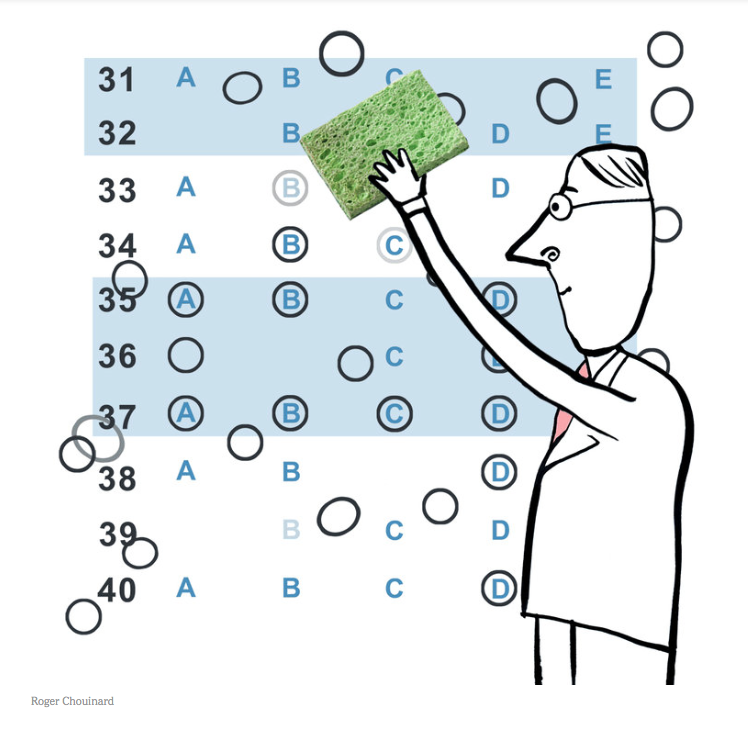 31 A B C E
32 B D E
33 A B D
34 A B C
35 A B C D
36 C
37 A B C D
38 A B D
39 B C D
40 A B C D
Roger Chouinard